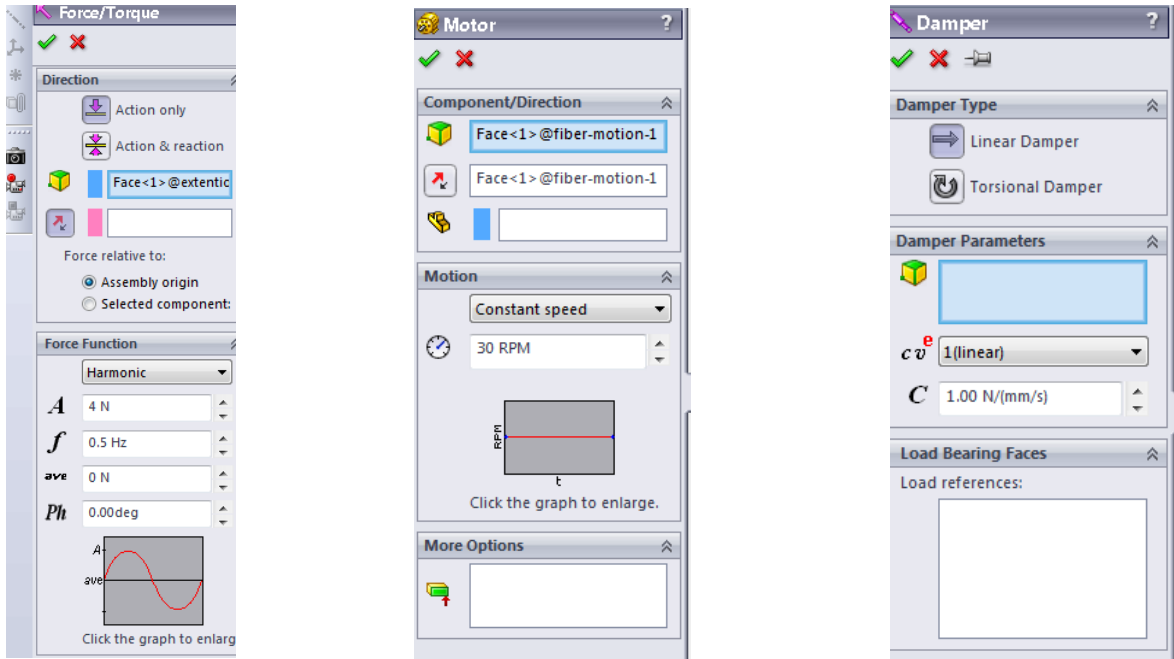 Force/Torque
Direction
Action only
Action & reaction
Face<1>@extentic
Force relative to:
Assembly origin
Selected component:
Force Function
Harmonic
A 4 N
f 0.5 Hz
ave 0 N
Ph 0.00deg
A
ave
Click the graph to enlarg
Motor ?
Component/Direction
Face<1>@fiber-motion-1
Face<1>@fiber-motion-1
Motion
Constant speed
30 RPM
RPM
t
Click the graph to enlarge.
More Options
Damper ?
Damper Type
Linear Damper
Torsional Damper
Damper Parameters
c v e 1(linear)
C 1.00 N/(mm/s)
Load Bearing Faces
Load references: